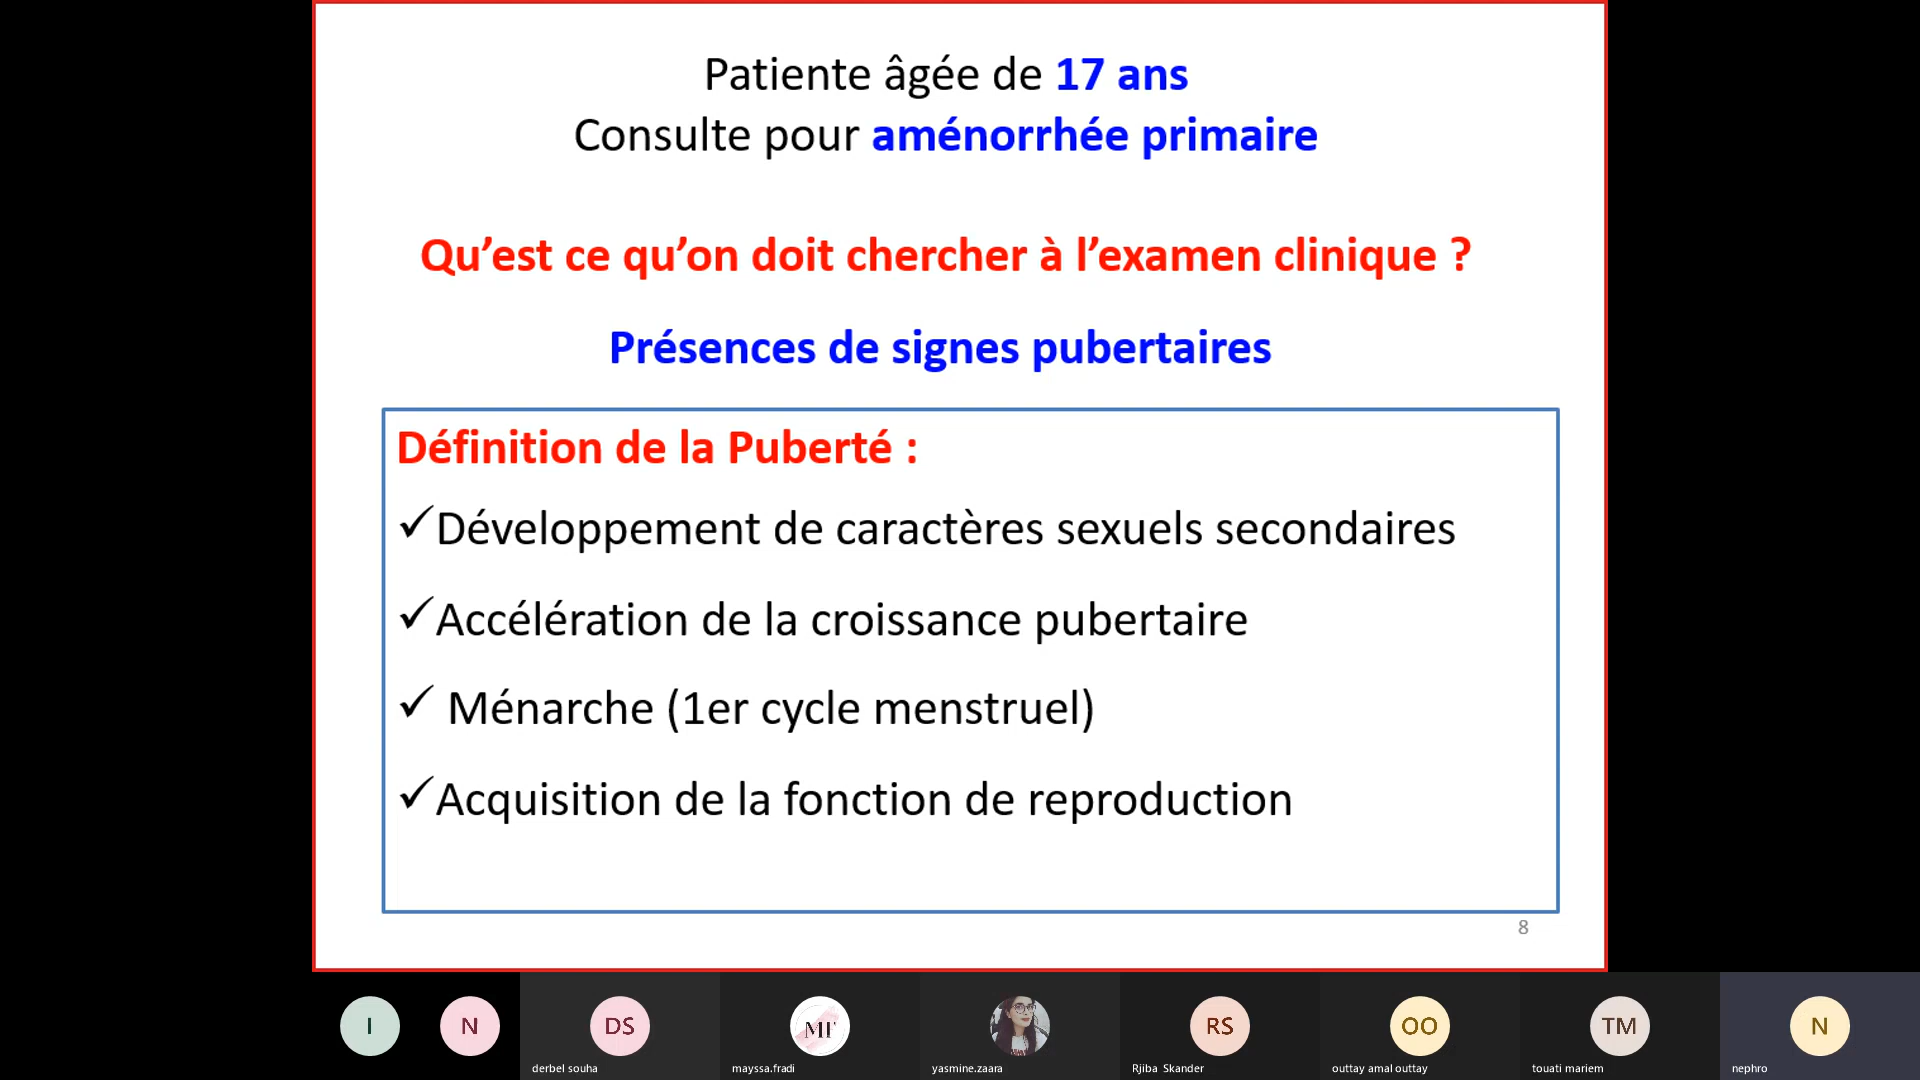 Patiente âgée de 17 ans
Consulte pour aménorrhée primaire
Qu’est ce qu’on doit chercher à l’examen clinique ?
Présences de signes pubertaires
Définition de la Puberté :
✓Développement de caractères sexuels secondaires
✓Accélération de la croissance pubertaire
✓ Ménarche (1er cycle menstruel)
✓Acquisition de la fonction de reproduction
8
I
N
DS
MF
RS
OO
TM
N
derbel souha
mayssa.fradi
yasmine.zaara
Rjiba Skander
outtay amal outtay
touati mariem
nephro